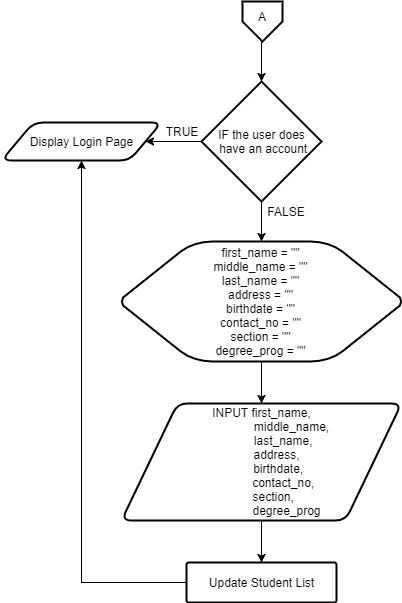 A
IF the user does
have an account
TRUE
Display Login Page
FALSE
first_name = ""
middle_name = ""
last_name = ""
address = ""
birthdate = ""
contact_no = ""
section = ""
degree_prog = ""
INPUT first_name,
middle_name,
last_name,
address,
birthdate,
contact_no,
section,
degree_prog
Update Student List